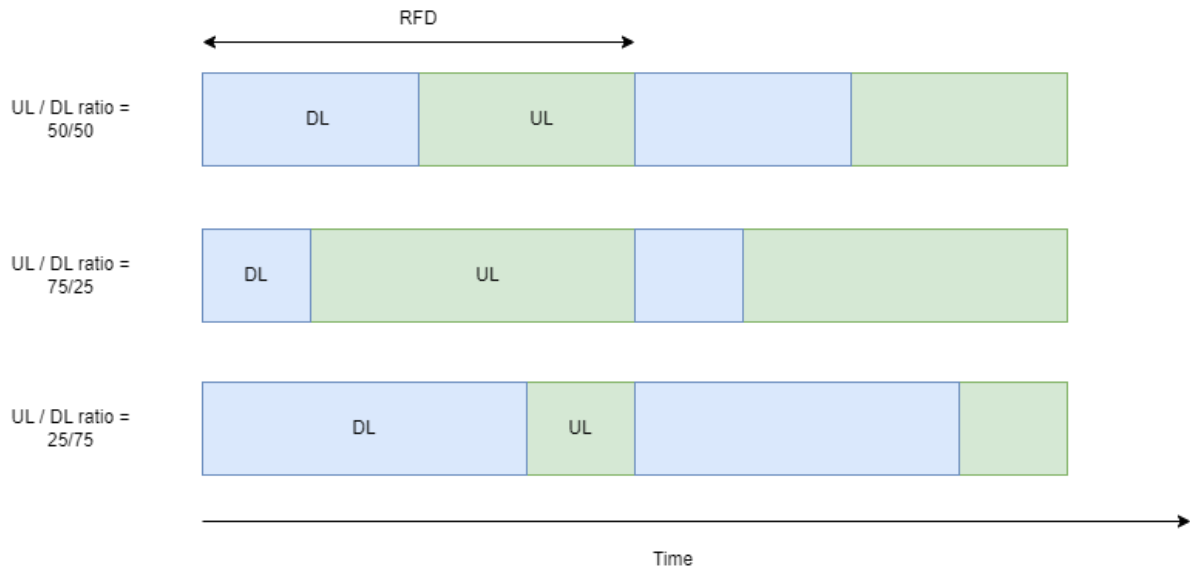 RFD
UL / DL ratio =
50/50
DL
UL
UL / DL ratio =
75/25
DL
UL
UL / DL ratio =
25/75
DL
UL
Time